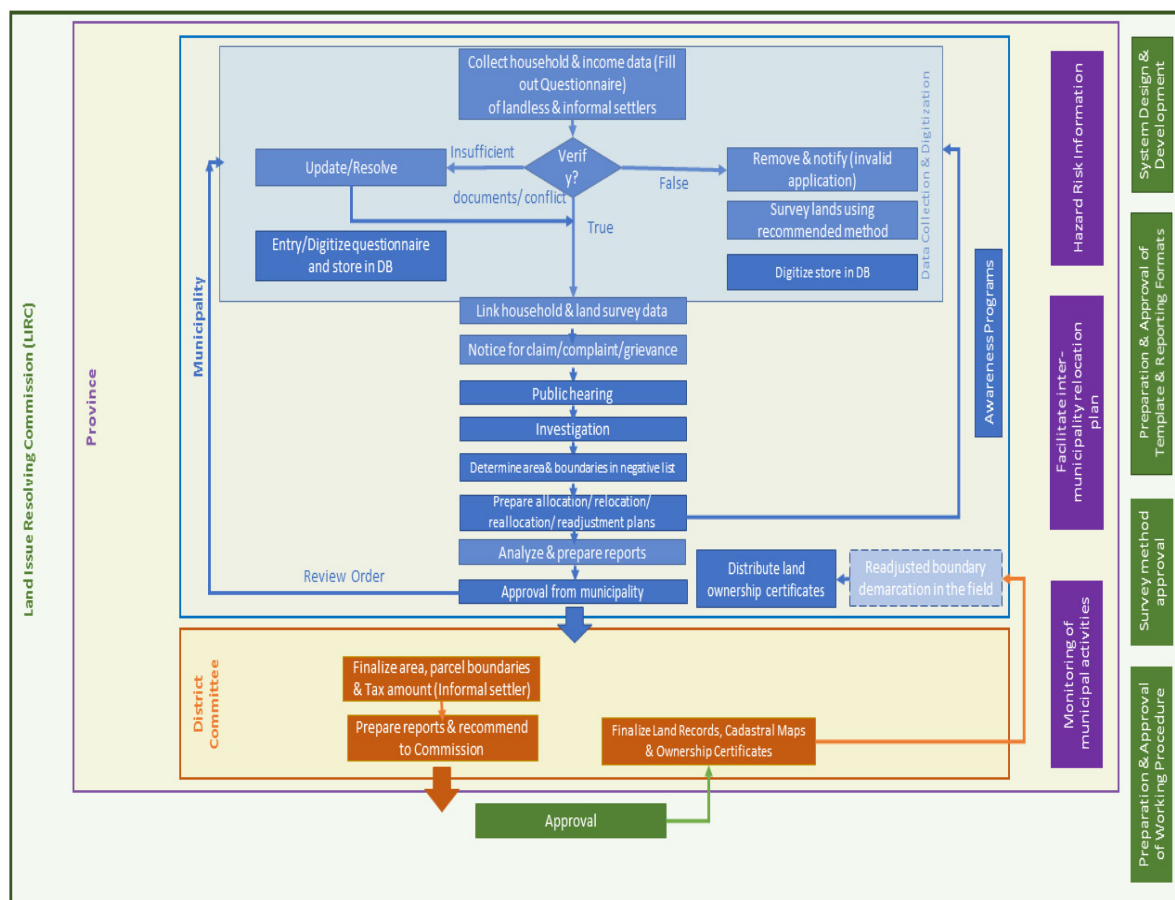 Land Issue Resolving Commission (LIRC)
Province
Municipality
Collect household & income data (Fill
out Questionnaire)
of landless & informal settlers
Insufficient
Verif
y?
Update/Resolve
documents/ conflict
False
Remove & notify (invalid
application)
True
Survey lands using
recommended method
Entry/Digitize questionnaire
and store in DB
Digitize store in DB
Data Collection & Digitization
Link household & land survey data
Notice for claim/complaint/grievance
Public hearing
Investigation
Determine area & boundaries in negative list
Prepare allocation/ relocation/
reallocation/ readjustment plans
Analyze & prepare reports
Review Order
Approval from municipality
Distribute land
ownership certificates
Readjusted boundary
demarcation in the field
Awareness Programs
District
Committee
Finalize area, parcel boundaries
& Tax amount (Informal settler)
Prepare reports & recommend
to Commission
Finalize Land Records, Cadastral Maps
& Ownership Certificates
Approval
Hazard Risk Information
Facilitate inter-
municipality relocation
plan
Monitoring of
municipal activities
System Design &
Development
Preparation & Approval of
Template & Reporting Formats
Survey method
approval
Preparation & Approval
of Working Procedure